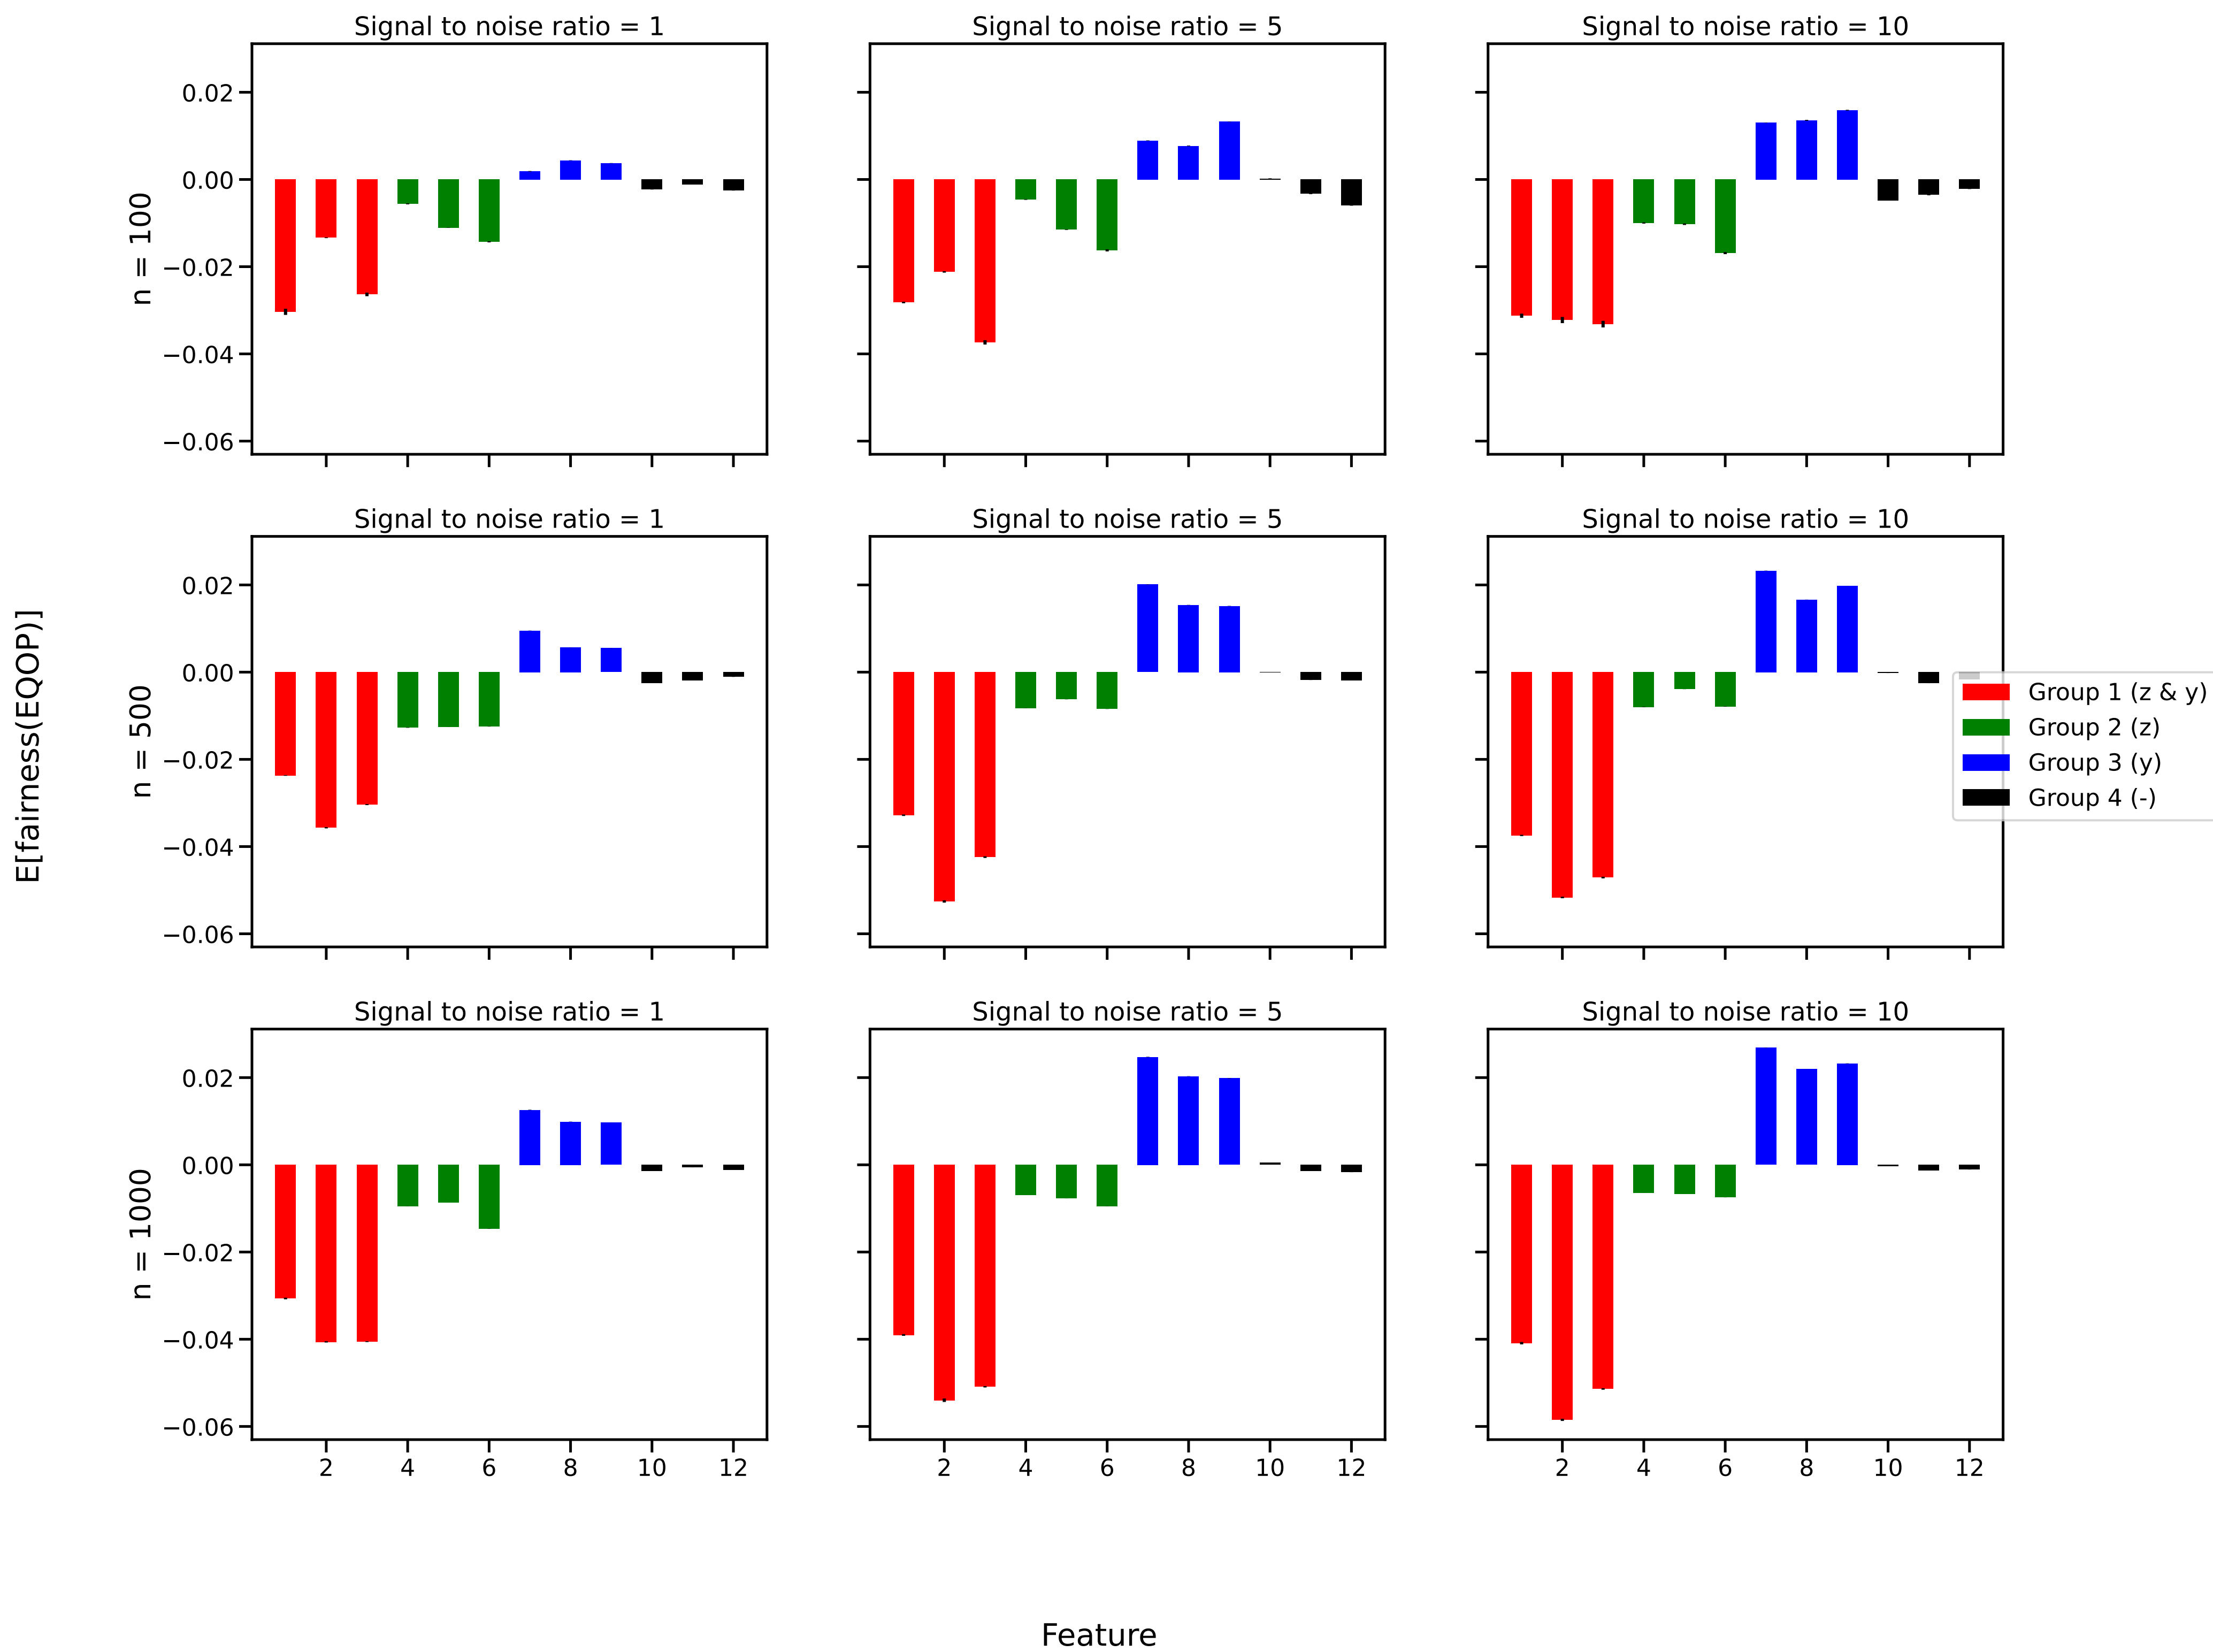 Signal to noise ratio = 1
Signal to noise ratio = 5
Signal to noise ratio = 10
n = 100
0.02
0.00
−0.02
−0.04
−0.06
Signal to noise ratio = 1
Signal to noise ratio = 5
Signal to noise ratio = 10
E[fairness(EQOP)]
n = 500
0.02
0.00
−0.02
−0.04
−0.06
Group 1 (z & y)
Group 2 (z)
Group 3 (y)
Group 4 (-)
Signal to noise ratio = 1
Signal to noise ratio = 5
Signal to noise ratio = 10
n = 1000
0.02
0.00
−0.02
−0.04
−0.06
2 4 6 8 10 12
2 4 6 8 10 12
2 4 6 8 10 12
Feature